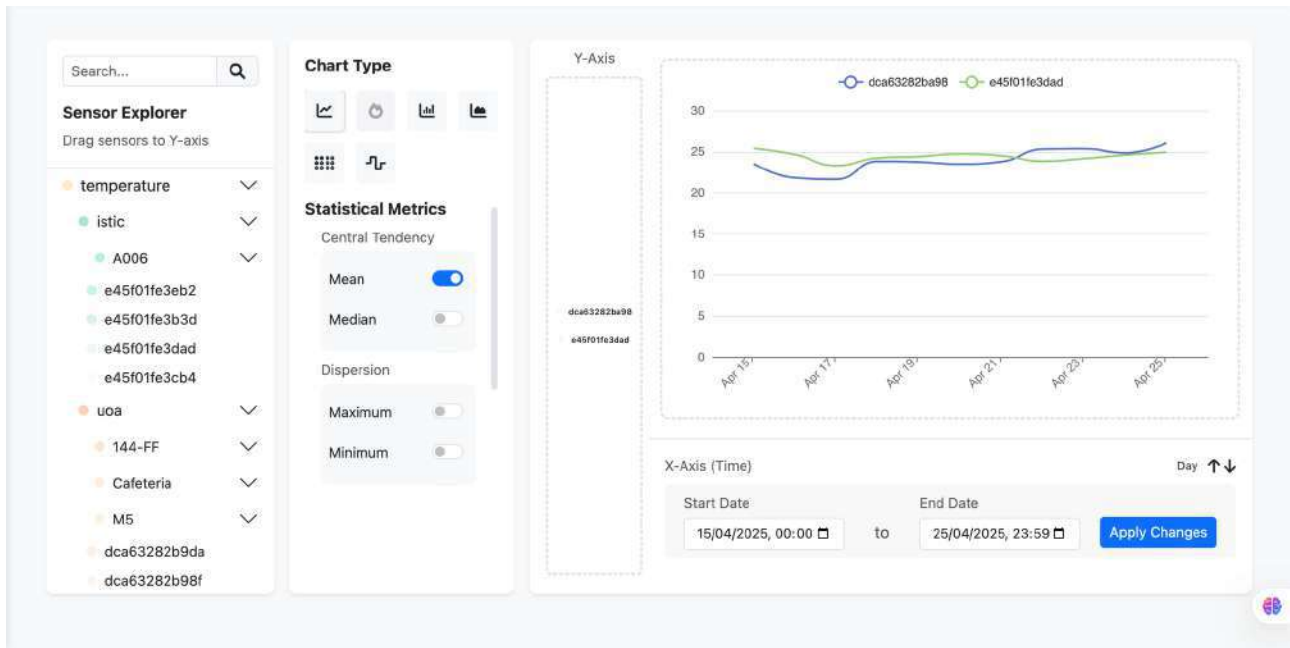 Search...
Sensor Explorer
Drag sensors to Y-axis
temperature
istic
A006
e45f01fe3eb2
e45f01fe3b3d
e45f01fe3dad
e45f01fe3cb4
uoa
144-FF
Cafeteria
M5
dca63282b9da
dca63282b98f
Chart Type
Statistical Metrics
Central Tendency
Mean
Median
Dispersion
Maximum
Minimum
Y-Axis
dca63282ba98
e45f01fe3dad
dca63282ba98 e45f01fe3dad
30
25
20
15
10
5
0
Apr 15 Apr 17 Apr 19 Apr 21 Apr 23 Apr 25
X-Axis (Time)
Day
Start Date
End Date
15/04/2025, 00:00 to 25/04/2025, 23:59
Apply Changes